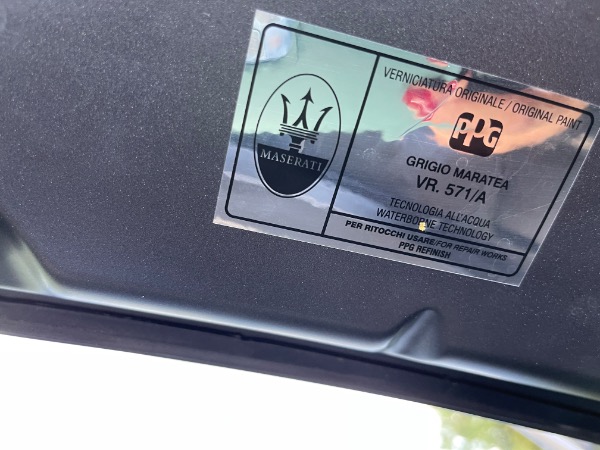 MASERATI
VERNICIATURA ORIGINALE / ORIGINAL PAINT
PPG
GRIGIO MARATEA
VR. 571/A
TECNOLOGIA ALL'ACQUA
WATERBORNE TECHNOLOGY
PER RITOCCHI USARE/FOR REPAIR WORKS
PPG REFINISH